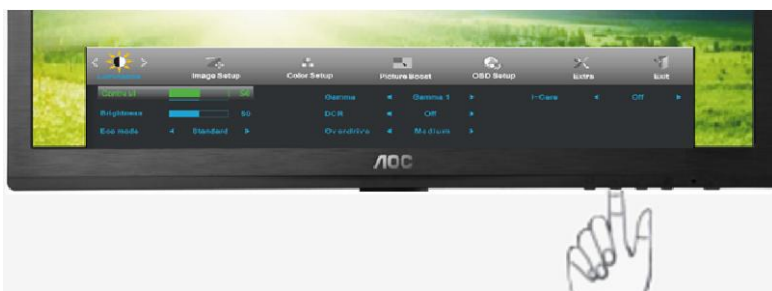 Luminance Image Setup Color Setup Picture Boost OSD Setup Extra Exit
Contrast 50 Gamma Gamma 1 I-Care Off
Brightness 50 DCR Off
Eco mode Standard Overdrive Medium
AOC